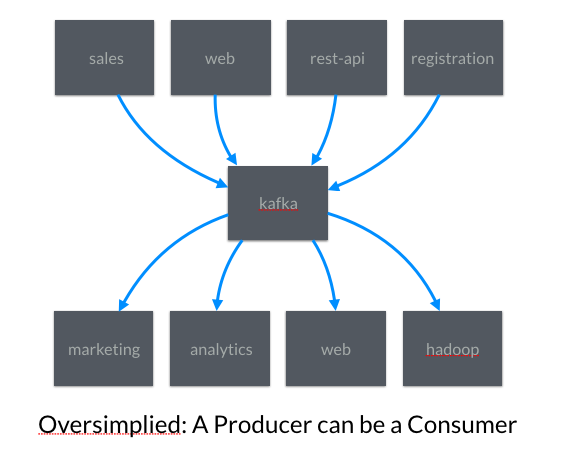 sales
web
rest-api
registration
kafka
marketing
analytics
web
hadoop
Oversimplied: A Producer can be a Consumer